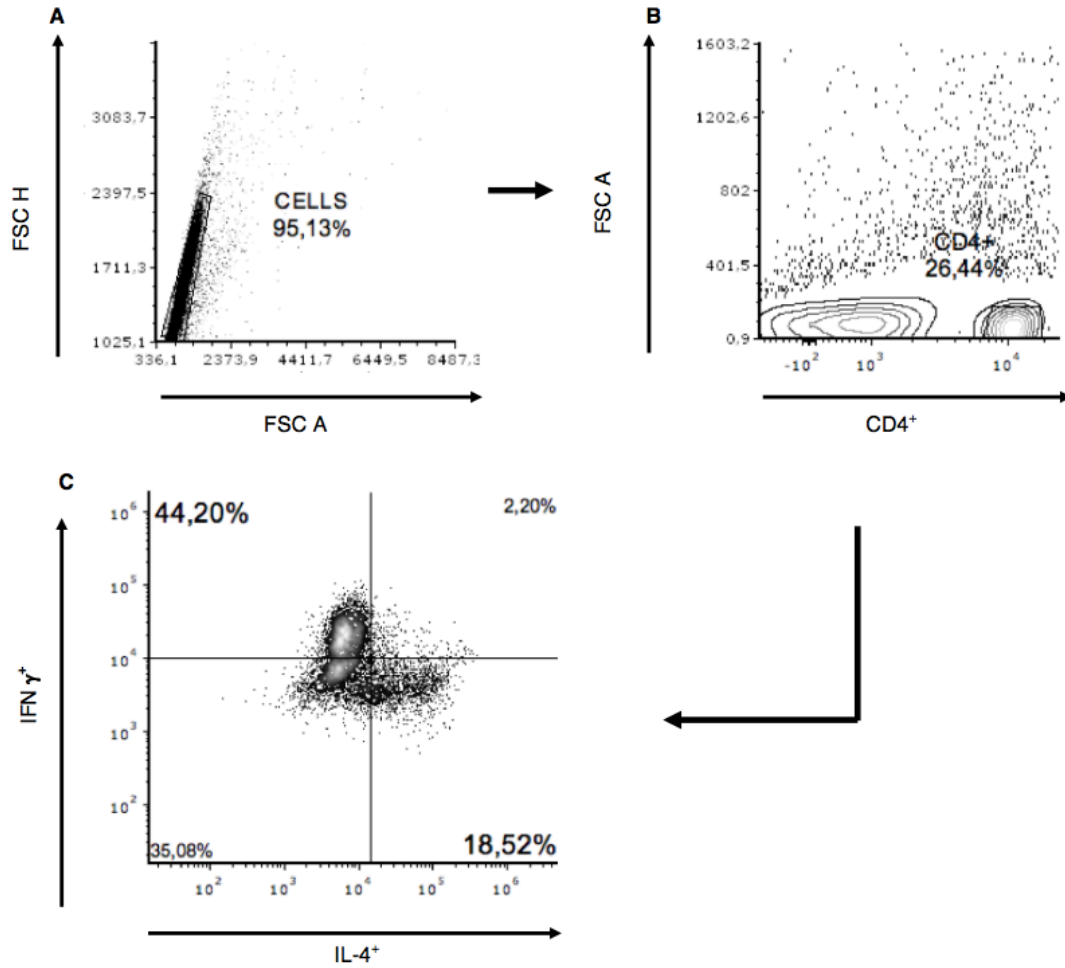 A
FSC H
3083,7
2397,5
1711,3
1025,1
336,1 2373,9 4411,7 6449,5 8487,3
CELLS
95,13%
FSC A
B
FSC A
1603,2
1202,6
802
401,5
0,9
-10² 10³ 10⁴
CD4+
26,44%
CD4⁺
C
IFN γ⁺
10⁶
10⁵
10⁴
10³
10²
44,20% 2,20%
35,08% 18,52%
10² 10³ 10⁴ 10⁵ 10⁶
IL-4⁺